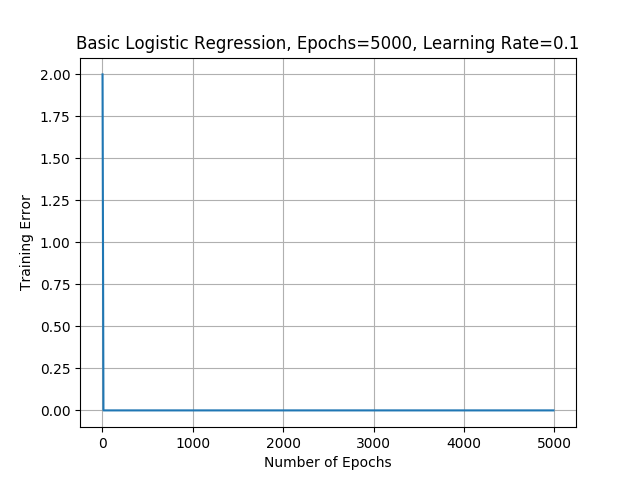 Basic Logistic Regression, Epochs=5000, Learning Rate=0.1
2.00
1.75
1.50
1.25
1.00
0.75
0.50
0.25
0.00
Training Error
0 1000 2000 3000 4000 5000
Number of Epochs